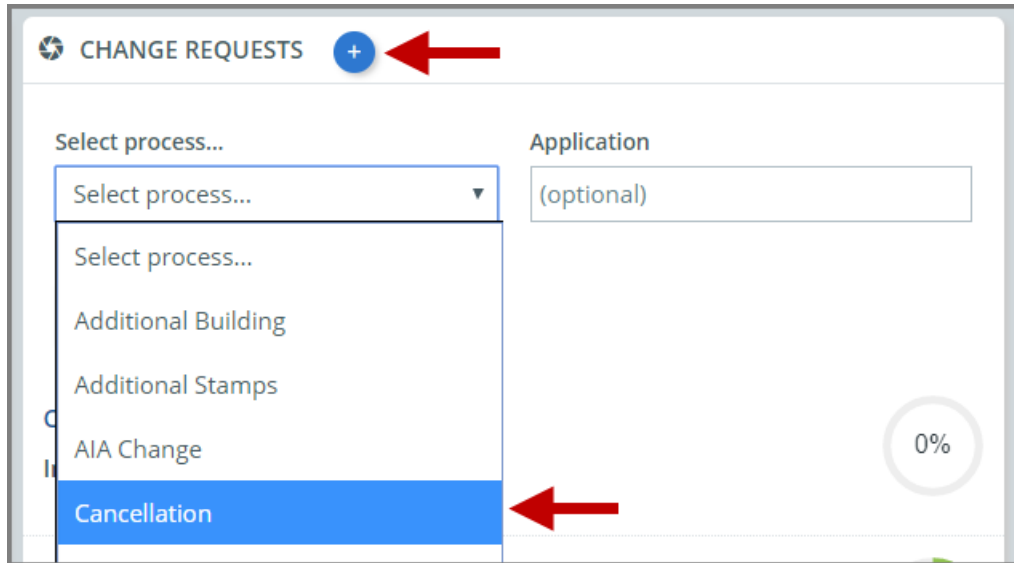 CHANGE REQUESTS +
Select process... Application
Select process... (optional)
Select process...
Additional Building
Additional Stamps
AIA Change
0%
Cancellation